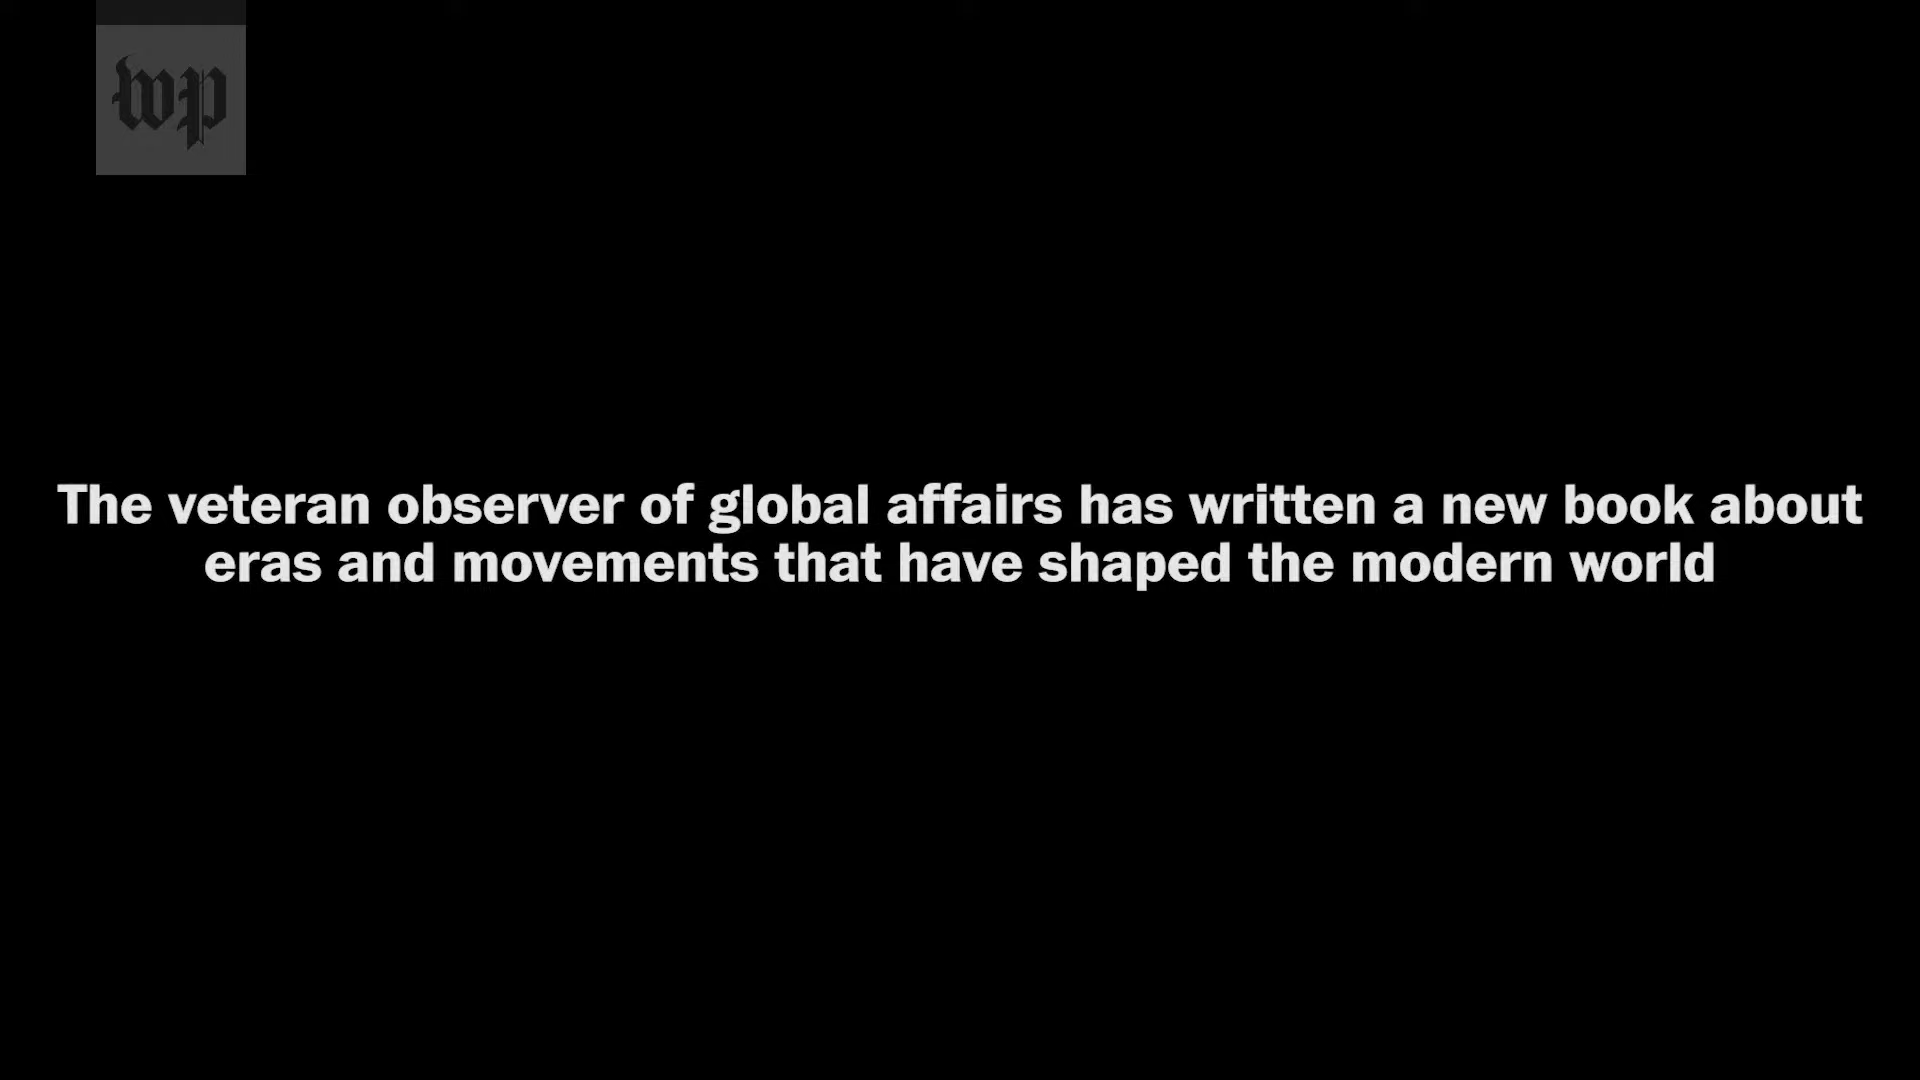 wp
The veteran observer of global affairs has written a new book about
eras and movements that have shaped the modern world